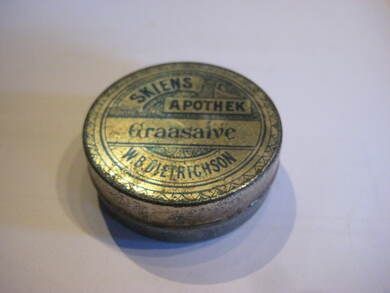 SKIENS
APOTHEK
Graasalve
W.B. DIETRICHSON